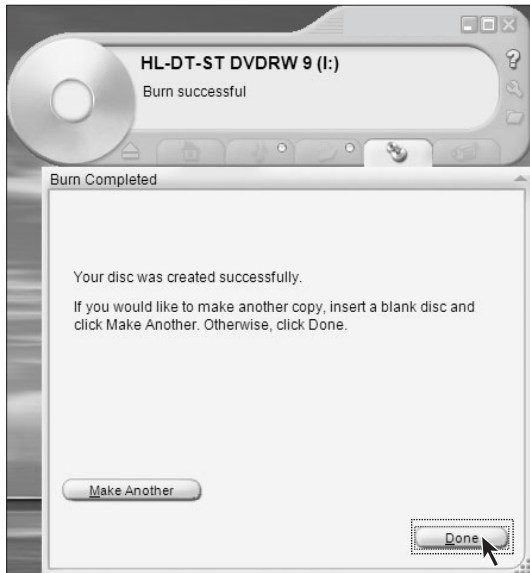 HL-DT-ST DVDRW 9 (I:)
Burn successful
?
Burn Completed
Your disc was created successfully.
If you would like to make another copy, insert a blank disc and
click Make Another. Otherwise, click Done.
Make Another
Done